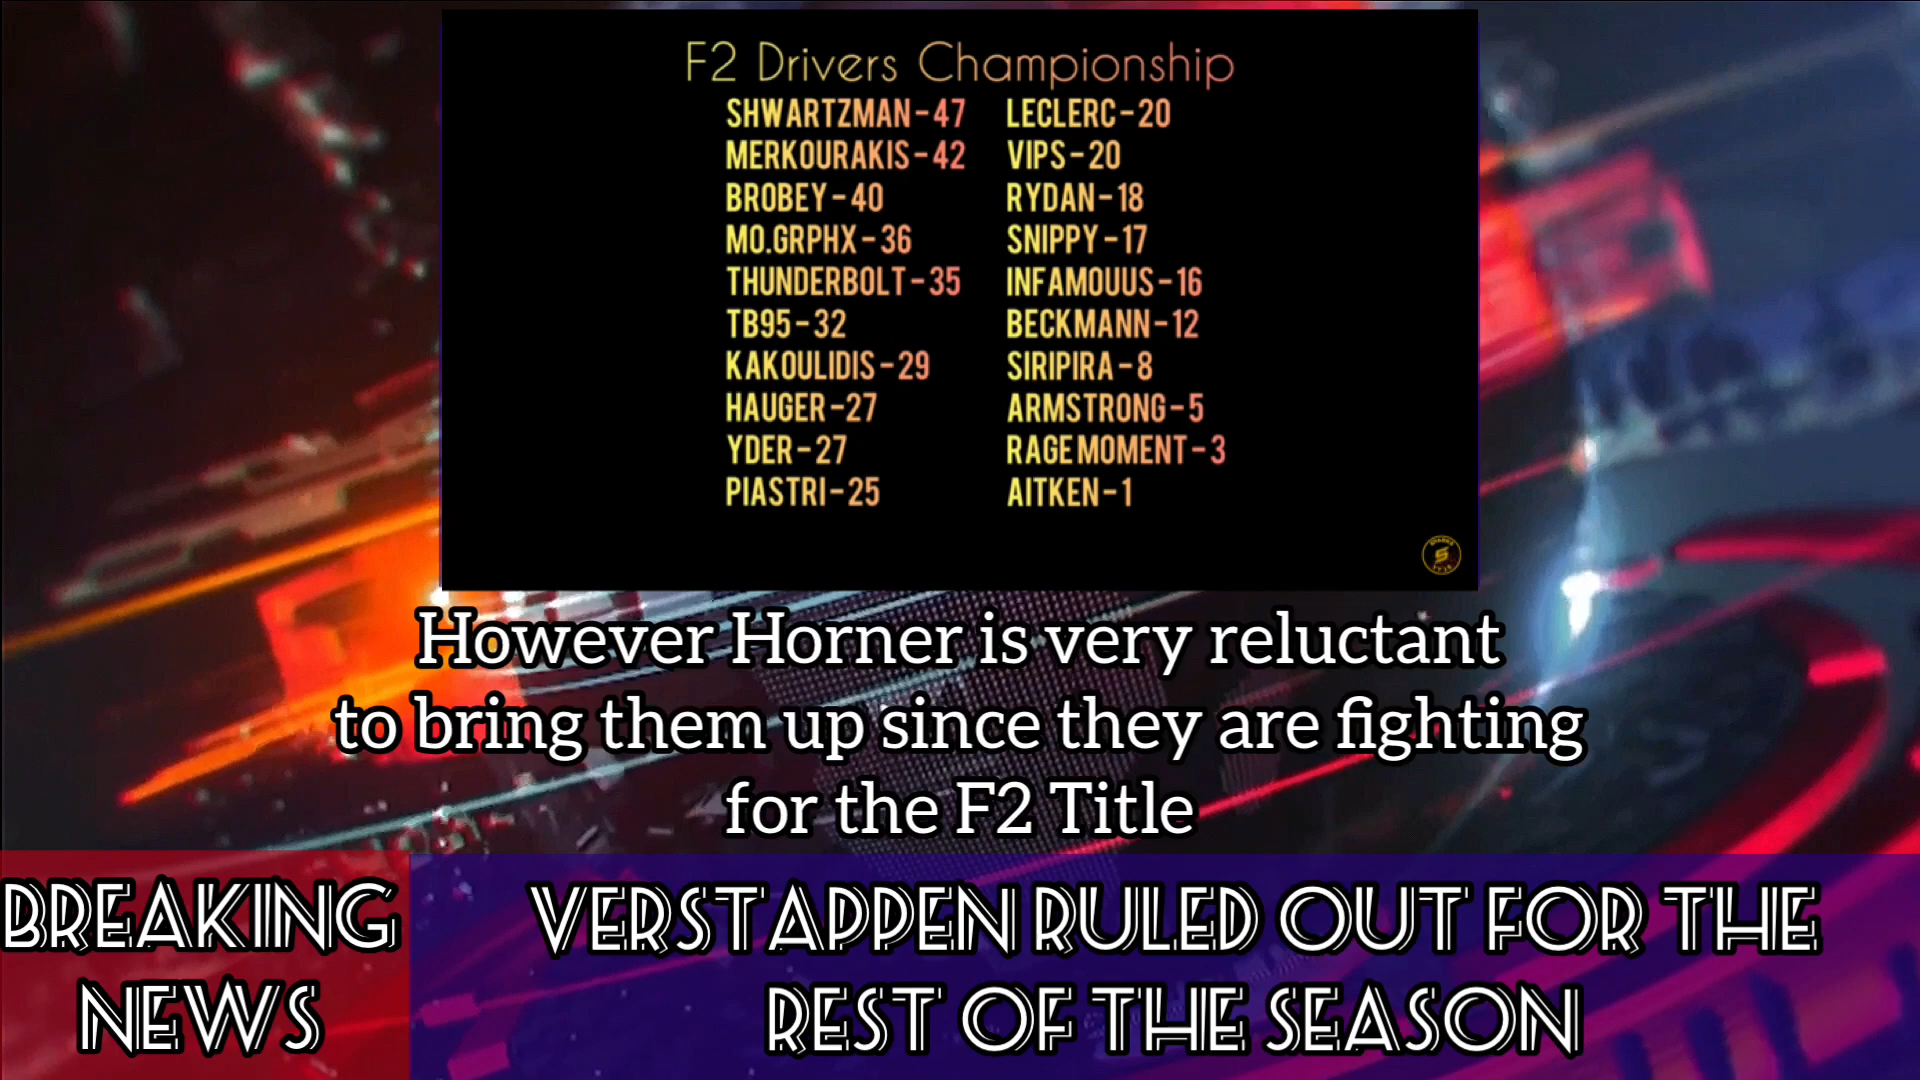 F2 Drivers Championship
SHWARTZMAN - 47
MERKOURAKIS - 42
BROBEY - 40
MO.GRPHX - 36
THUNDERBOLT - 35
TB95 - 32
KAKOULIDIS - 29
HAUGER - 27
YDER - 27
PIASTRI - 25
LECLERC - 20
VIPS - 20
RYDAN - 18
SNIPPY - 17
INFAMOUUS - 16
BECKMANN - 12
SIRIPIRA - 8
ARMSTRONG - 5
RAGE MOMENT - 3
AITKEN - 1
However Horner is very reluctant
to bring them up since they are fighting
for the F2 Title
BREAKING
NEWS
VERSTAPPEN RULED OUT FOR THE
REST OF THE SEASON